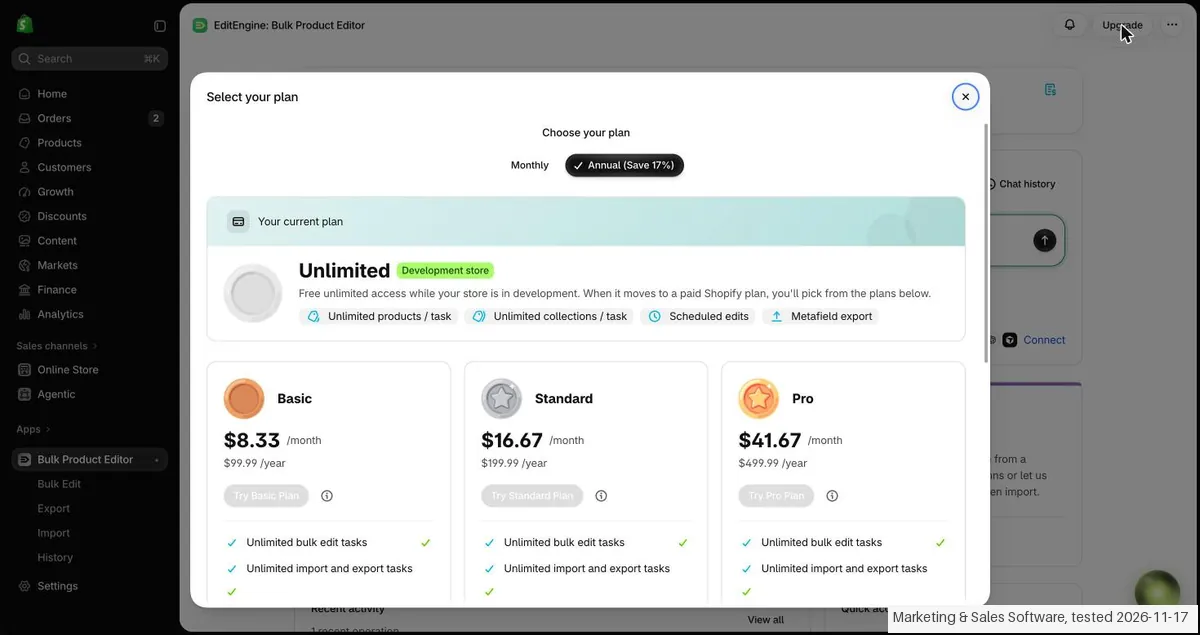 EditEngine: Bulk Product Editor
Upgrade
Search ⌘K
Home
Orders 2
Products
Customers
Growth
Discounts
Content
Markets
Finance
Analytics
Sales channels
Online Store
Agentic
Apps
Bulk Product Editor
Bulk Edit
Export
Import
History
Settings
Select your plan
Choose your plan
Monthly Annual (Save 17%)
Your current plan
Unlimited Development store
Free unlimited access while your store is in development. When it moves to a paid Shopify plan, you'll pick from the plans below.
Unlimited products / task Unlimited collections / task Scheduled edits Metafield export
Basic
$8.33 /month
$99.99 /year
Try Basic Plan
Unlimited bulk edit tasks
Unlimited import and export tasks
Standard
$16.67 /month
$199.99 /year
Try Standard Plan
Unlimited bulk edit tasks
Unlimited import and export tasks
Pro
$41.67 /month
$499.99 /year
Try Pro Plan
Unlimited bulk edit tasks
Unlimited import and export tasks
Chat history
Connect
from a
or let us
import.
Recent activity
View all
1 recent operation
Quick
Marketing & Sales Software, tested 2026-11-17